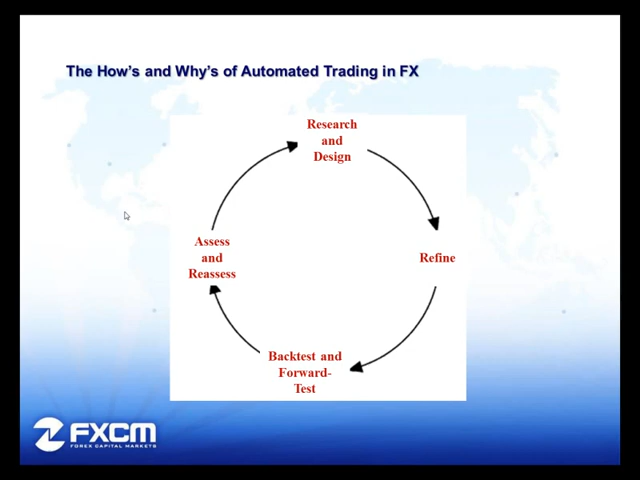 The How's and Why's of Automated Trading in FX
Research
and
Design
Assess
and
Reassess
Refine
Backtest and
Forward-
Test
FXCM
FOREX CAPITAL MARKETS